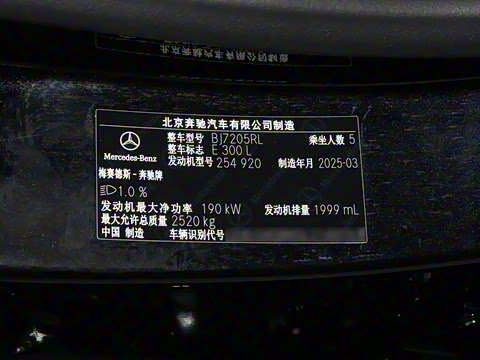 北京奔驰汽车有限公司制造
整车型号 BJ7205RL 乘坐人数 5
整车标志 E 300 L
发动机型号 254 920 制造年月 2025-03
Mercedes-Benz
梅赛德斯-奔驰牌
1.0 %
发动机最大净功率 190 kW 发动机排量 1999 mL
最大允许总质量 2520 kg
中国 制造 车辆识别代号